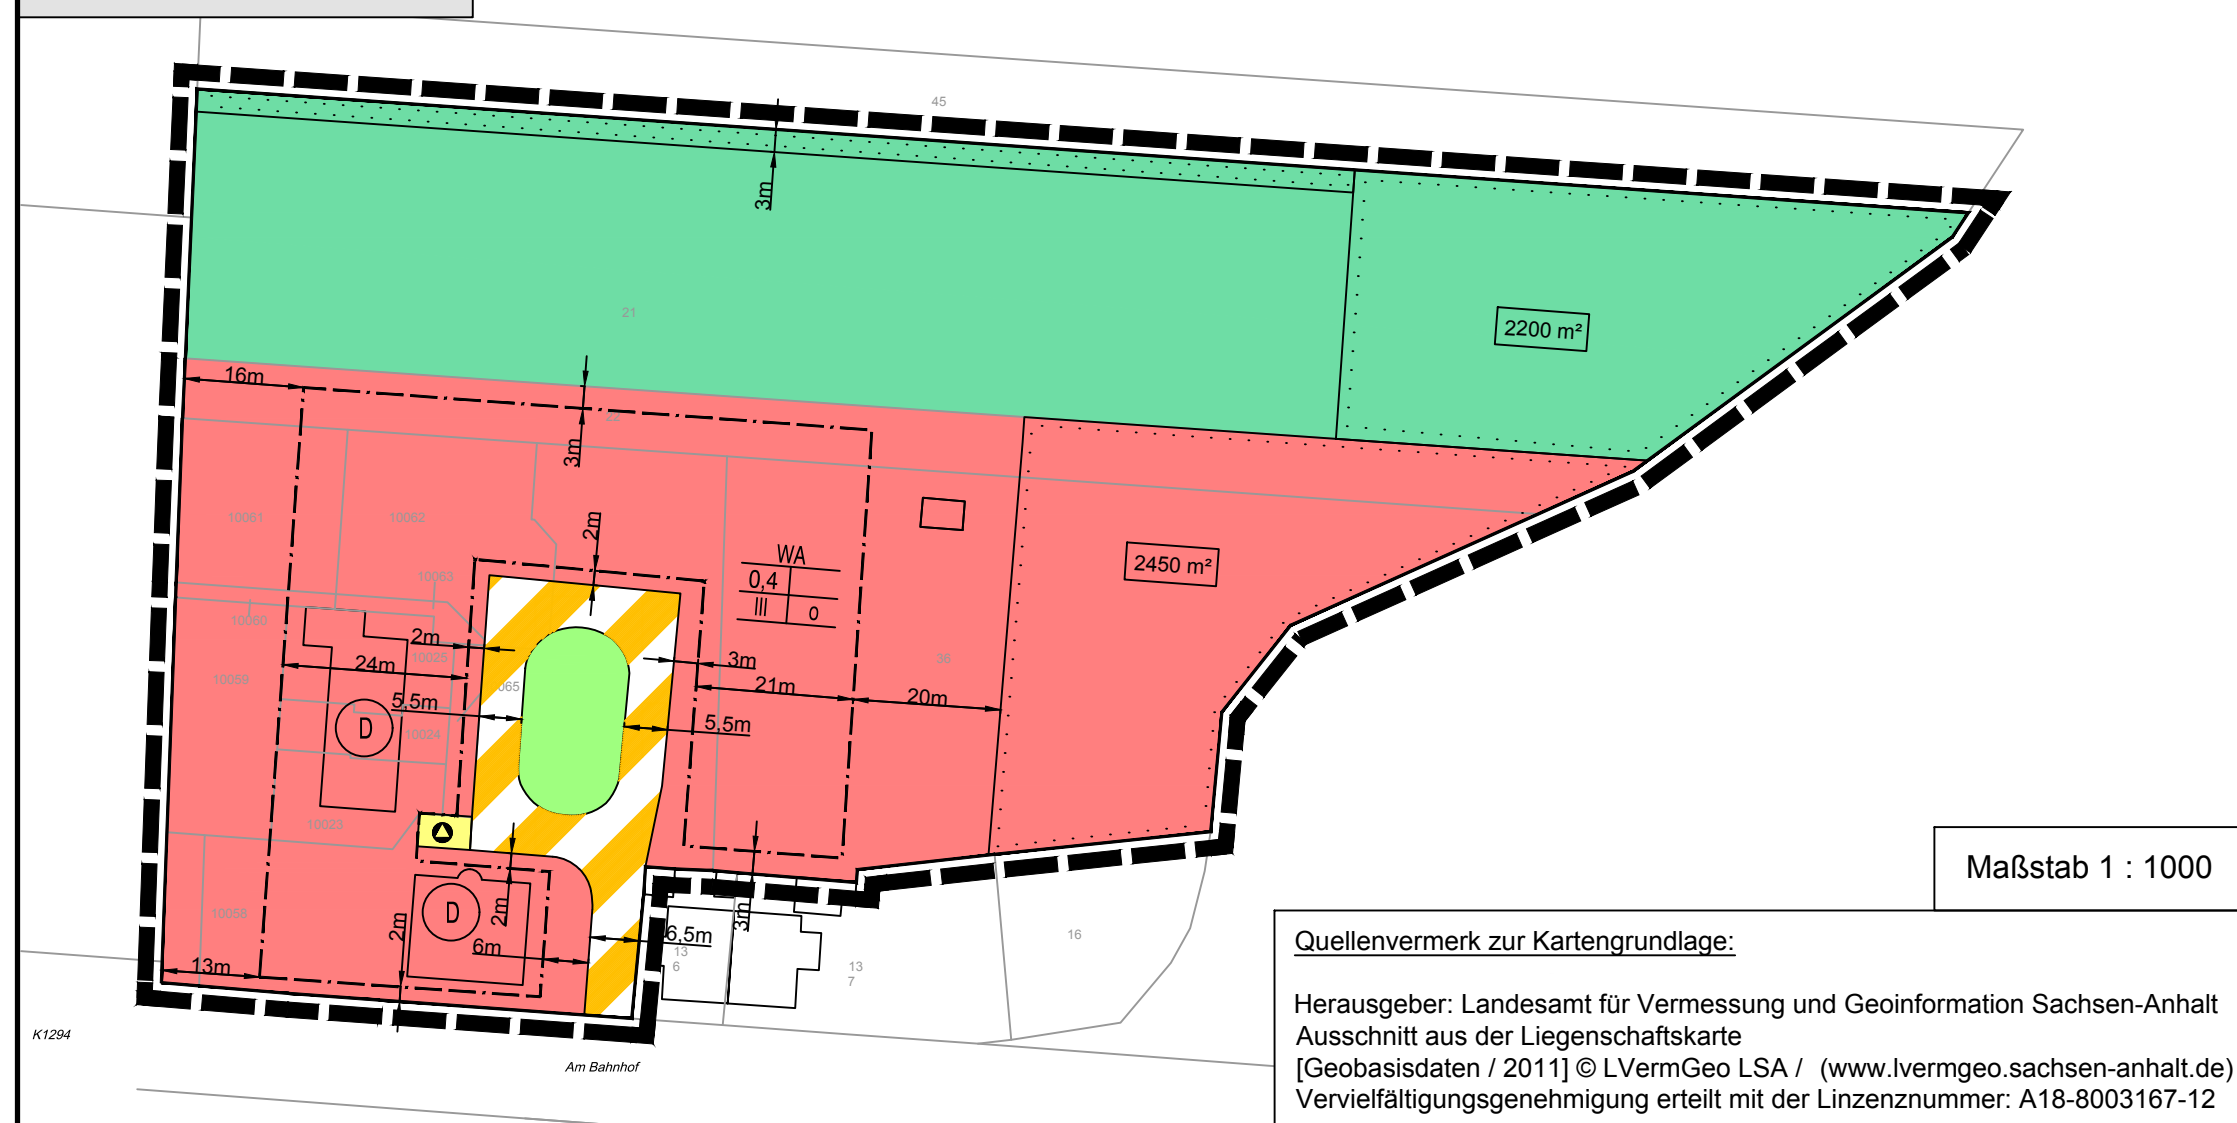 45
3m
21
2200 m²
16m
22
3m
10061
10062
2m
WA
0,4
III
o
2450 m²
10063
10060
2m
10025
24m
3m
36
10059
065
21m
20m
5,5m
5,5m
D
10024
10023
Maßstab 1 : 1000
10058
D
2m
2m
3m
6m
6,5m
13
6
13
7
16
13m
K1294
Am Bahnhof
Quellenvermerk zur Kartengrundlage:
Herausgeber: Landesamt für Vermessung und Geoinformation Sachsen-Anhalt
Ausschnitt aus der Liegenschaftskarte
[Geobasisdaten / 2011] © LVermGeo LSA / (www.lvermgeo.sachsen-anhalt.de)
Vervielfältigungsgenehmigung erteilt mit der Linzenznummer: A18-8003167-12